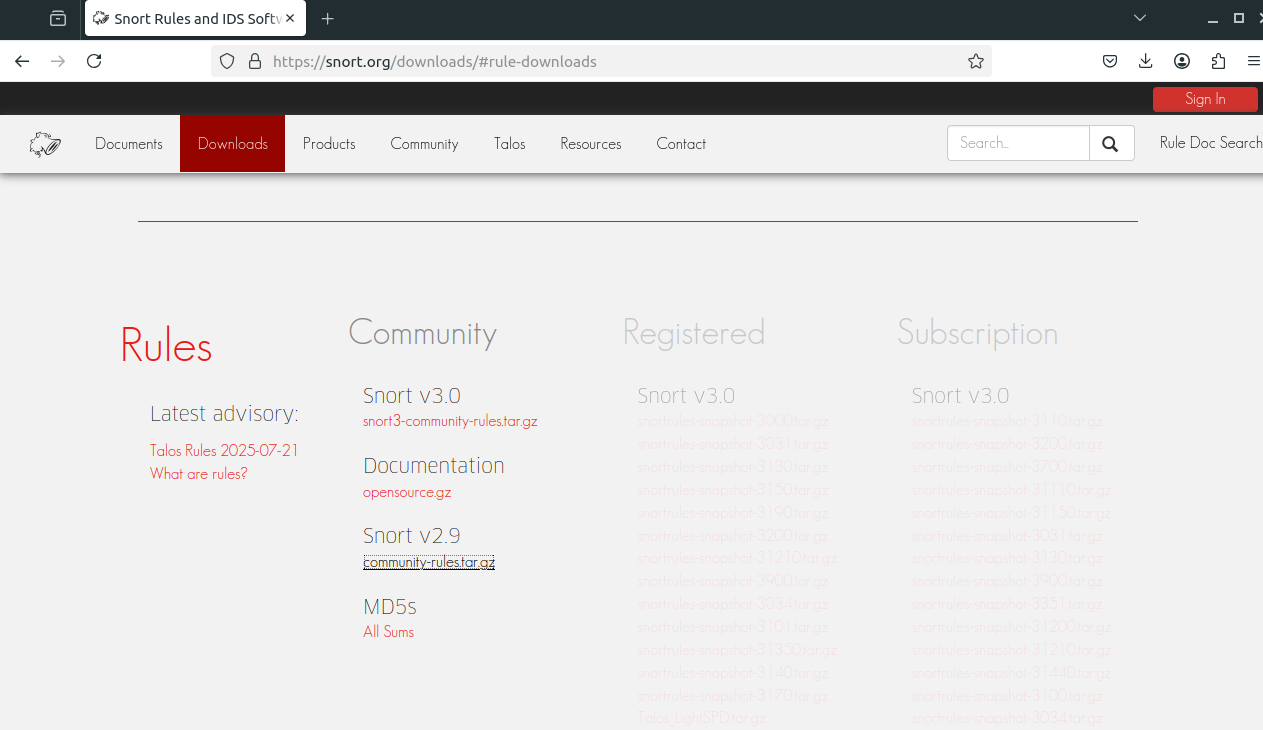 Snort Rules and IDS Softw
https://snort.org/downloads/#rule-downloads
Sign In
Documents
Downloads
Products
Community
Talos
Resources
Contact
Search...
Rule Doc Search
Rules
Latest advisory:
Talos Rules 2025-07-21
What are rules?
Community
Snort v3.0
snort3-community-rules.tar.gz
Documentation
opensource.gz
Snort v2.9
community-rules.tar.gz
MD5s
All Sums
Registered
Snort v3.0
snortrules-snapshot-3000.tar.gz
snortrules-snapshot-3031.tar.gz
snortrules-snapshot-3130.tar.gz
snortrules-snapshot-3150.tar.gz
snortrules-snapshot-3190.tar.gz
snortrules-snapshot-3200.tar.gz
snortrules-snapshot-31210.tar.gz
snortrules-snapshot-3900.tar.gz
snortrules-snapshot-3034.tar.gz
snortrules-snapshot-3101.tar.gz
snortrules-snapshot-31350.tar.gz
snortrules-snapshot-3140.tar.gz
snortrules-snapshot-3170.tar.gz
Talos_LightSPD.tar.gz
Subscription
Snort v3.0
snortrules-snapshot-3110.tar.gz
snortrules-snapshot-3200.tar.gz
snortrules-snapshot-3700.tar.gz
snortrules-snapshot-31110.tar.gz
snortrules-snapshot-31150.tar.gz
snortrules-snapshot-3031.tar.gz
snortrules-snapshot-3130.tar.gz
snortrules-snapshot-3900.tar.gz
snortrules-snapshot-3351.tar.gz
snortrules-snapshot-31200.tar.gz
snortrules-snapshot-31210.tar.gz
snortrules-snapshot-31440.tar.gz
snortrules-snapshot-3100.tar.gz
snortrules-snapshot-3034.tar.gz